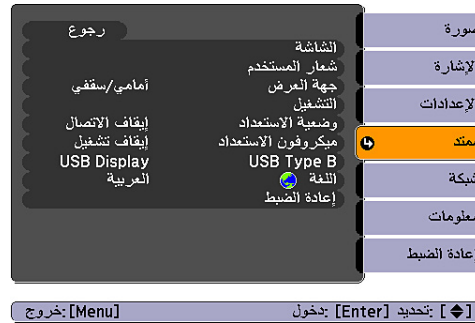 رجوع
الشاشة
شعار المستخدم
جهة العرض أمامي/سقفي
التشغيل
وضعية الاستعداد إيقاف الاتصال
ميكروفون الاستعداد إيقاف تشغيل
USB Type B USB Display
اللغة العربية
إعادة الضبط
صورة
الإشارة
الإعدادات
ممتد
شبكة
معلومات
إعادة الضبط
[ ]: تحديد [Enter]: دخول [Menu]: خروج